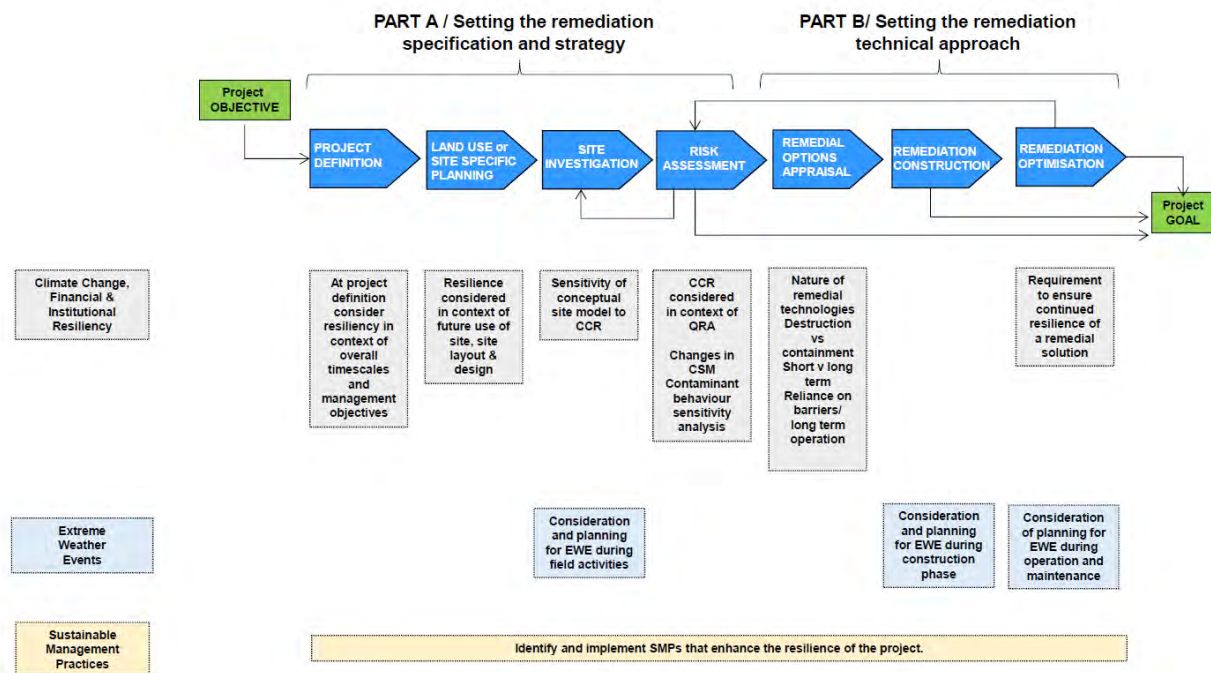 PART A / Setting the remediation
specification and strategy
PART B/ Setting the remediation
technical approach
Project
OBJECTIVE
PROJECT
DEFINITION
LAND USE or
SITE SPECIFIC
PLANNING
SITE
INVESTIGATION
RISK
ASSESSMENT
REMEDIAL
OPTIONS
APPRAISAL
REMEDIATION
CONSTRUCTION
REMEDIATION
OPTIMISATION
Project
GOAL
Climate Change,
Financial &
Institutional
Resiliency
At project
definition
consider
resiliency in
context of
overall
timescales
and
management
objectives
Resilience
considered in
context of
future use of
site, site
layout &
design
Sensitivity of
conceptual
site model to
CCR
CCR
considered
in context of
QRA
Changes in
CSM
Contaminant
behaviour
sensitivity
analysis
Nature of
remedial
technologies
Destruction
vs
containment
Short v long
term
Reliance on
barriers/
long term
operation
Requirement
to ensure
continued
resilience of
a remedial
solution
Extreme
Weather
Events
Consideration
and planning
for EWE during
field activities
Consideration
and planning
for EWE during
construction
phase
Consideration
of planning for
EWE during
operation and
maintenance
Sustainable
Management
Practices
Identify and implement SMPs that enhance the resilience of the project.